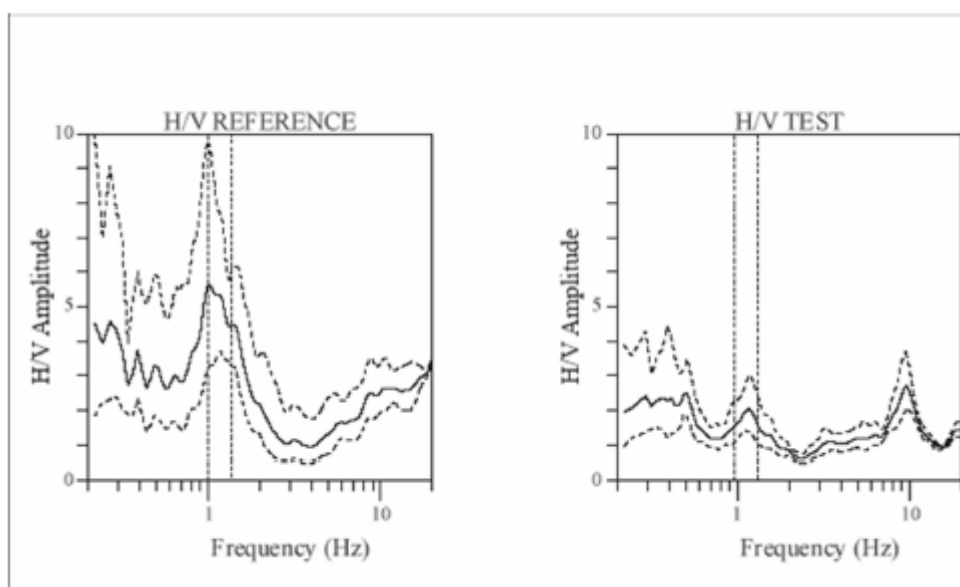 H/V REFERENCE
10
5
0
H/V Amplitude
1
10
Frequency (Hz)
H/V TEST
10
5
0
H/V Amplitude
1
10
Frequency (Hz)